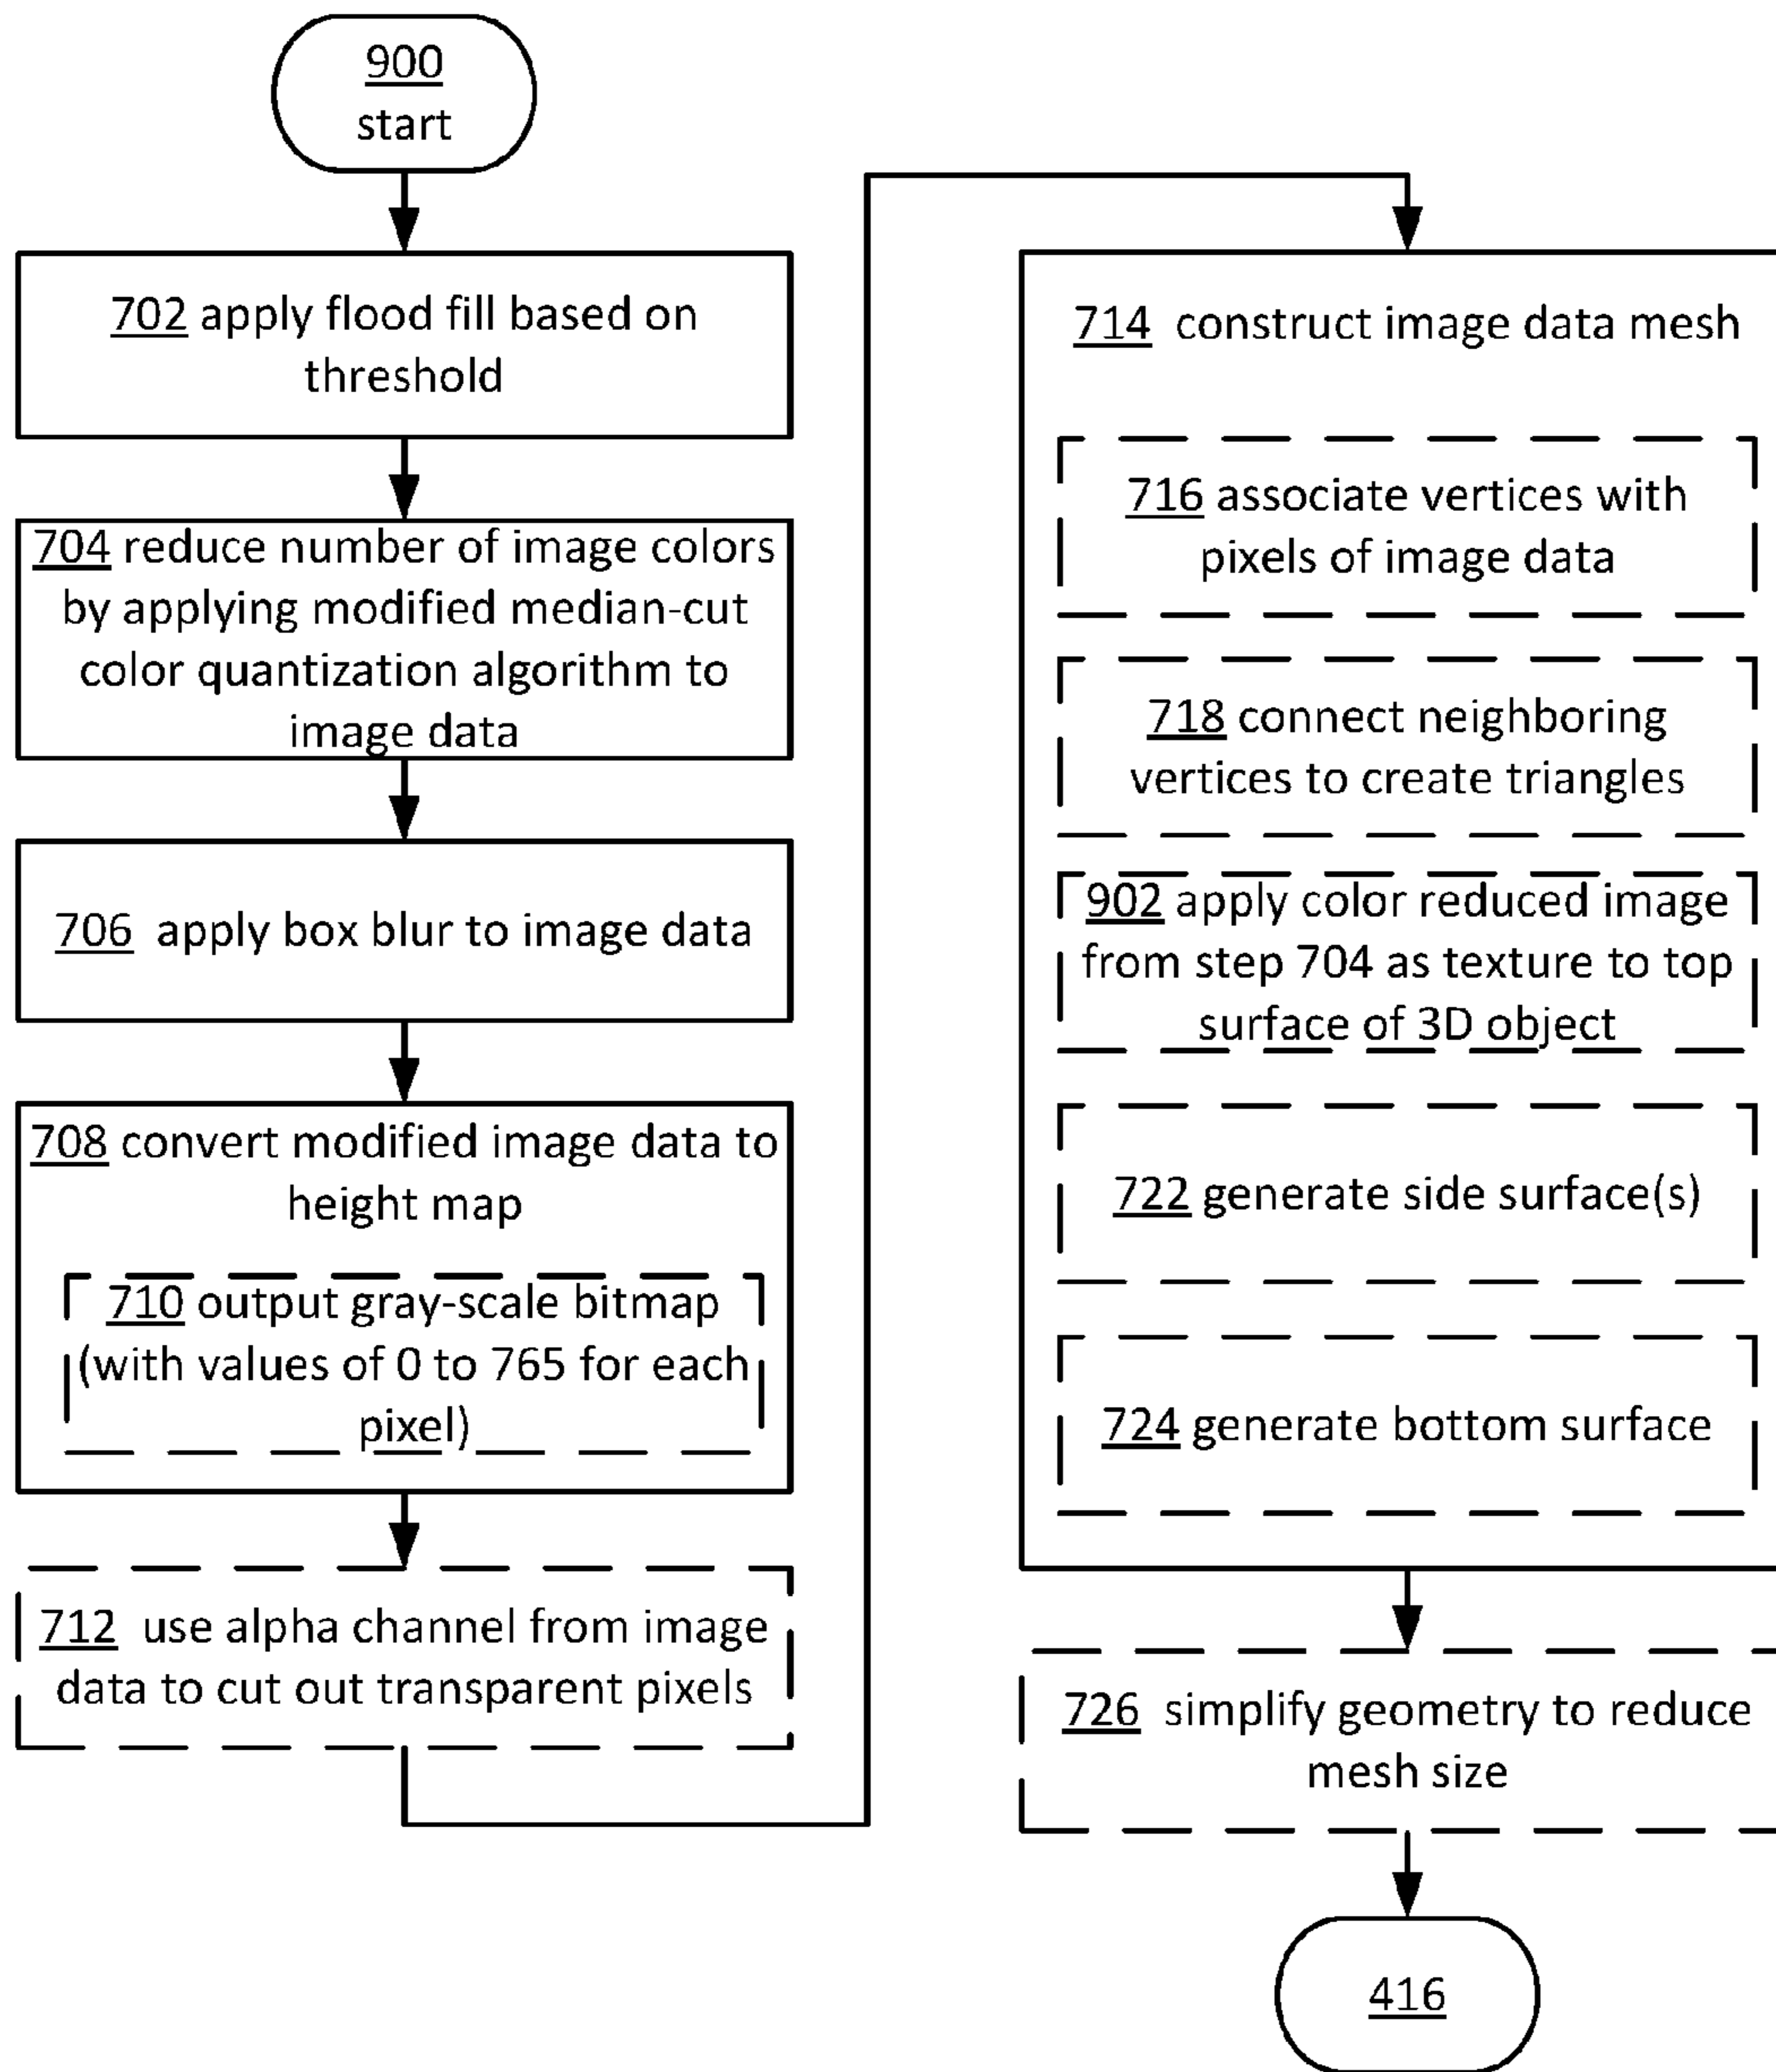 900
start
702 apply flood fill based on
threshold
704 reduce number of image colors
by applying modified median-cut
color quantization algorithm to
image data
706 apply box blur to image data
708 convert modified image data to
height map
710 output gray-scale bitmap
(with values of 0 to 765 for each
pixel)
712 use alpha channel from image
data to cut out transparent pixels
714 construct image data mesh
716 associate vertices with
pixels of image data
718 connect neighboring
vertices to create triangles
902 apply color reduced image
from step 704 as texture to top
surface of 3D object
722 generate side surface(s)
724 generate bottom surface
726 simplify geometry to reduce
mesh size
416